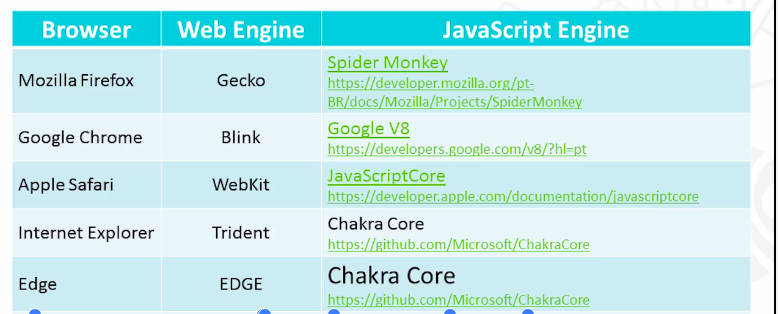 Browser Web Engine JavaScript Engine
Mozilla Firefox Gecko Spider Monkey
https://developer.mozilla.org/pt-
BR/docs/Mozilla/Projects/SpiderMonkey
Google Chrome Blink Google V8
https://developers.google.com/v8/?hl=pt
Apple Safari WebKit JavaScriptCore
https://developer.apple.com/documentation/javascriptcore
Internet Explorer Trident Chakra Core
https://github.com/Microsoft/ChakraCore
Edge EDGE Chakra Core
https://github.com/Microsoft/ChakraCore